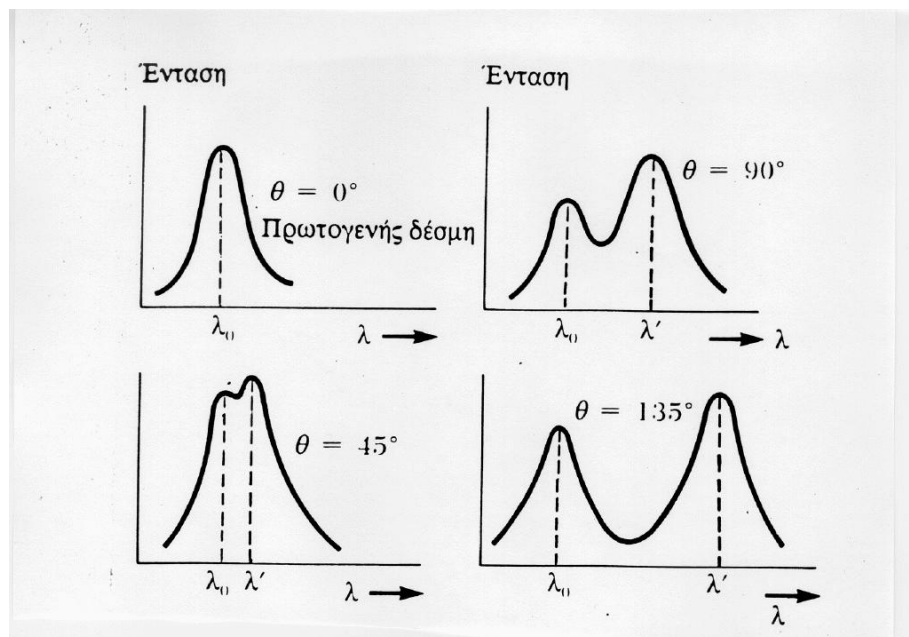 Ένταση
θ = 0°
Πρωτογενής δέσμη
λ₀
λ
Ένταση
θ = 90°
λ₀
λ′
λ
θ = 45°
λ₀
λ′
λ
θ = 135°
λ₀
λ′
λ